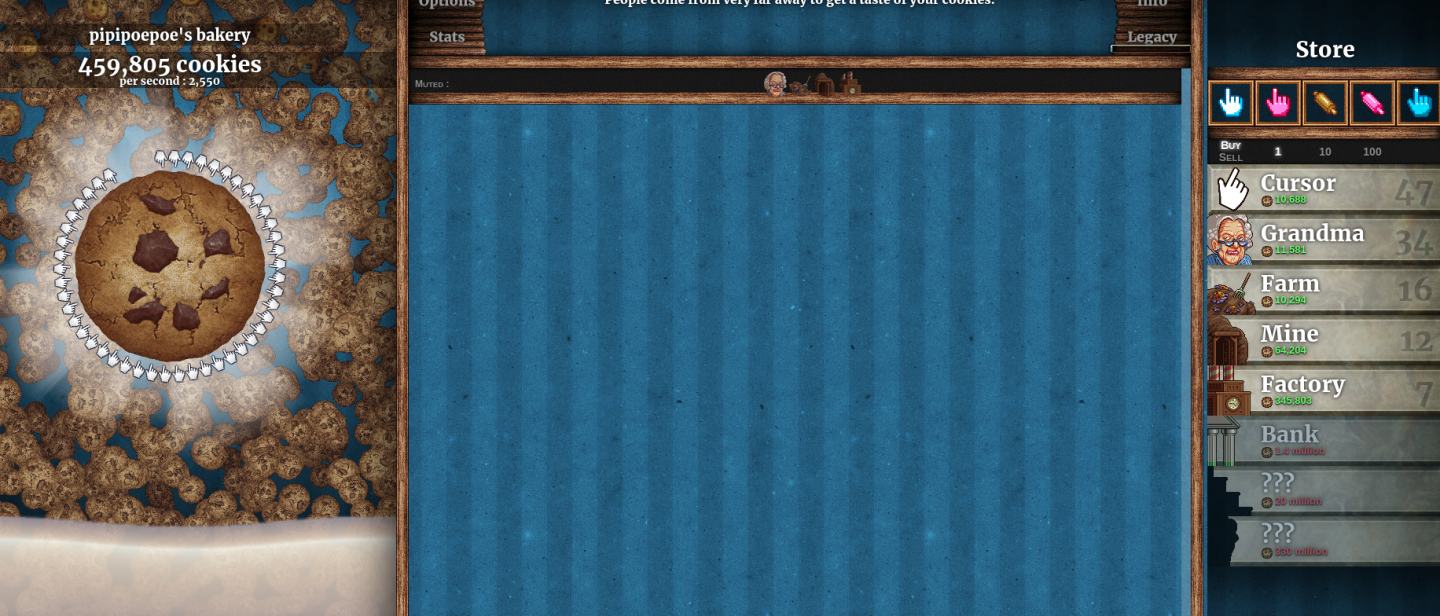 pipipoepoe's bakery
459,805 cookies
per second : 2,550
Options
Stats
People come from very far away to get a taste of your cookies.
Info
Legacy
Muted :
Store
Buy
Sell
1
10
100
Cursor
10,688
47
Grandma
11,581
34
Farm
10,294
16
Mine
64,204
12
Factory
345,803
7
Bank
1.4 million
???
20 million
???
330 million